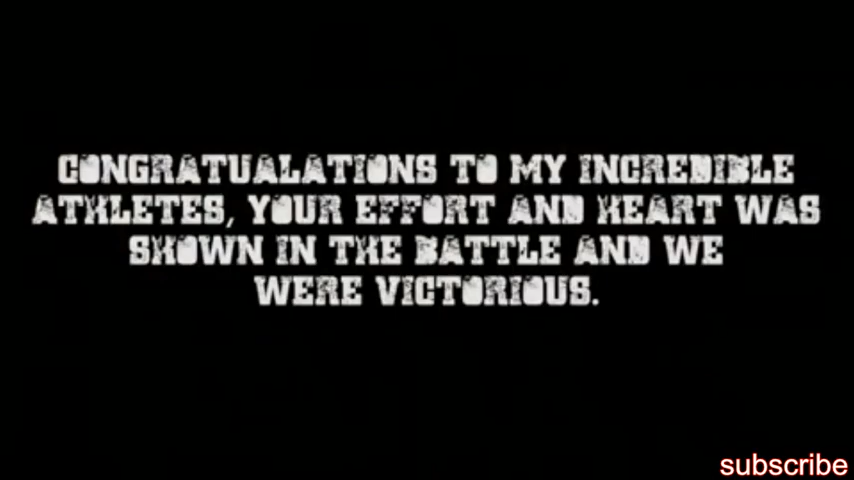 CONGRATUALATIONS TO MY INCREDIBLE
ATHLETES, YOUR EFFORT AND HEART WAS
SHOWN IN THE BATTLE AND WE
WERE VICTORIOUS.
subscribe